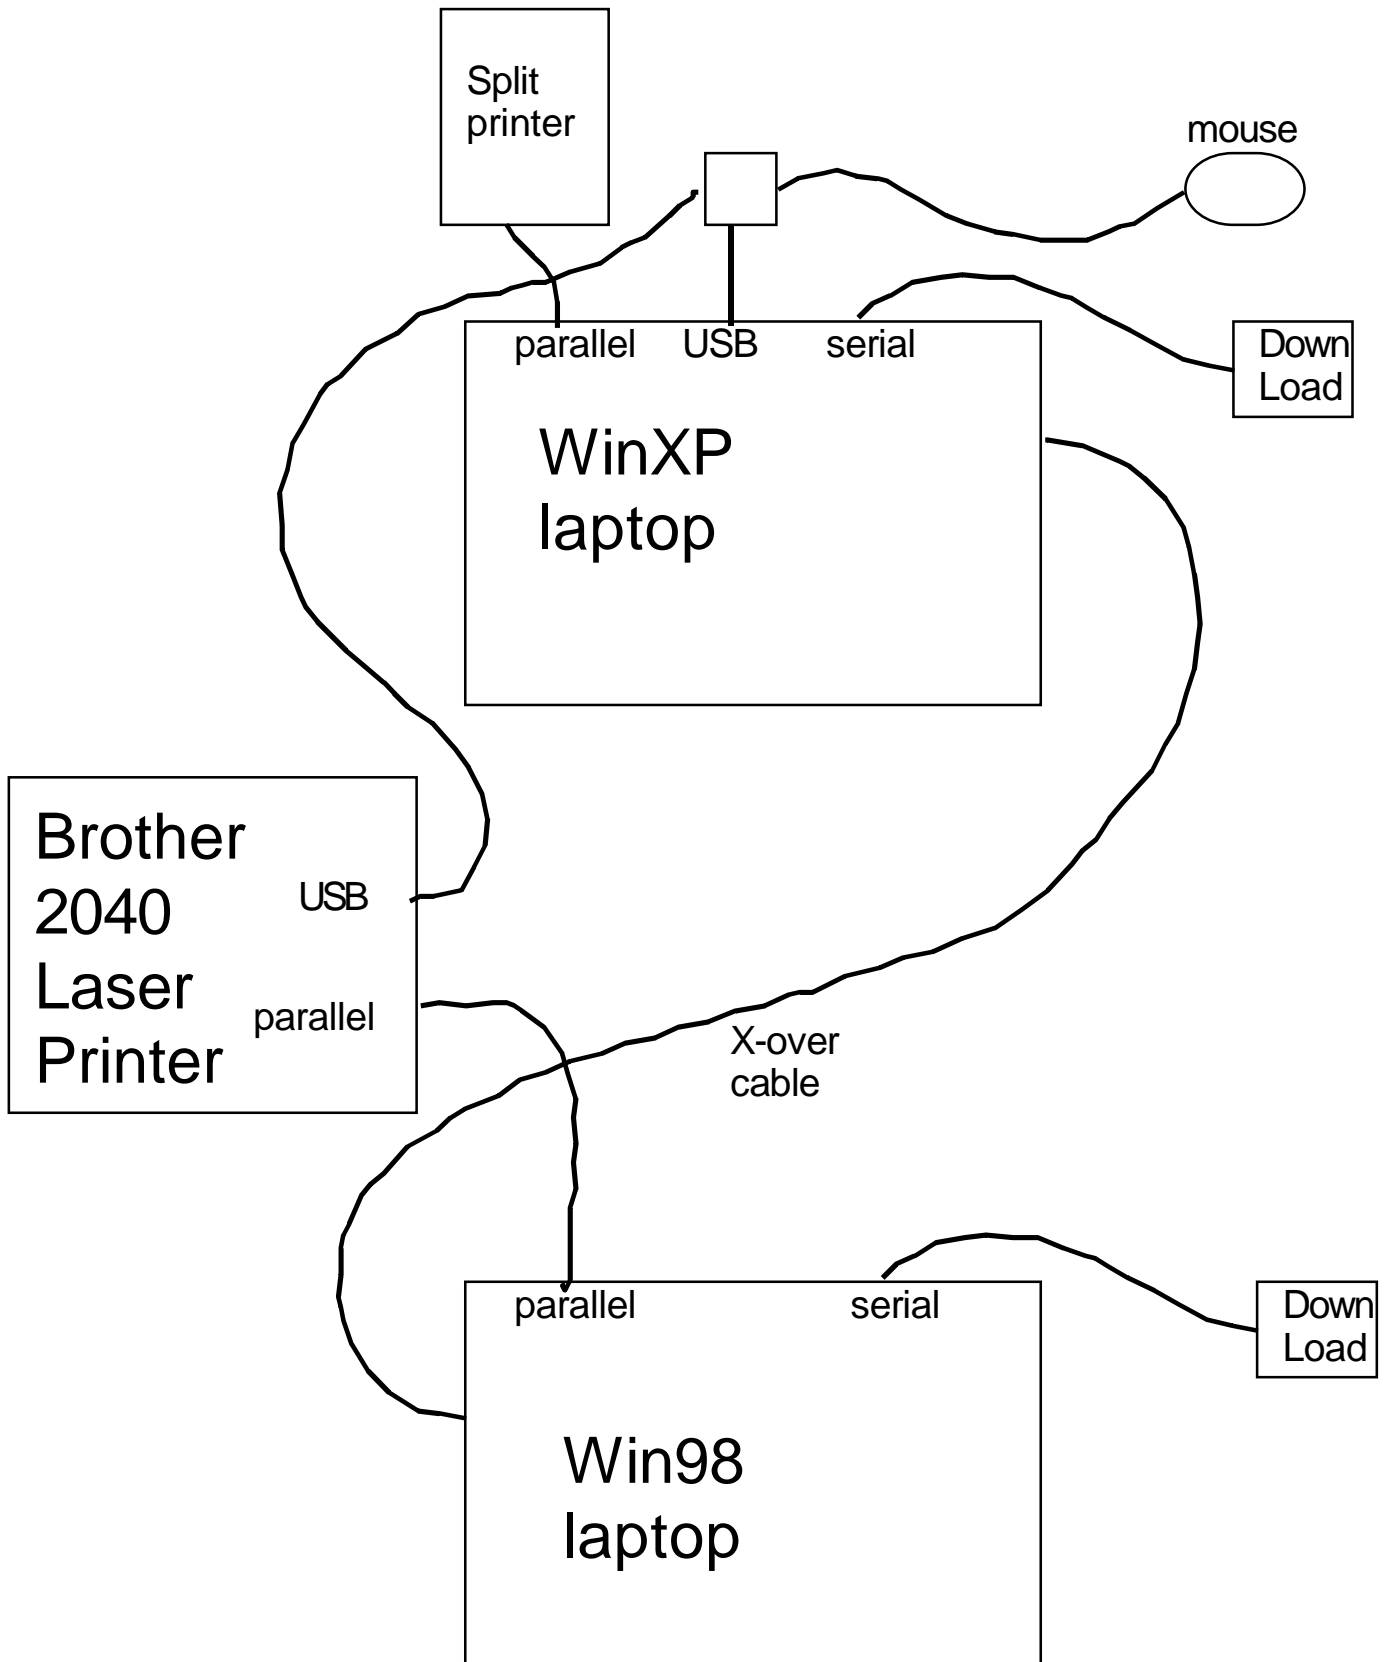 Split
printer
mouse
parallel
USB
serial
Down
Load
WinXP
laptop
Brother
2040
Laser
Printer
USB
parallel
X-over
cable
parallel
serial
Down
Load
Win98
laptop